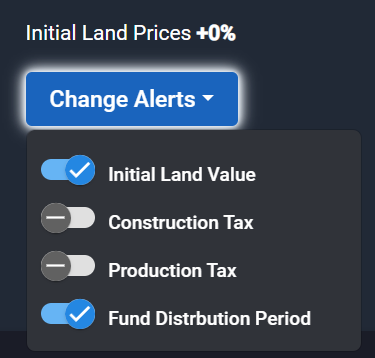 Initial Land Prices +0%
Change Alerts
Initial Land Value
Construction Tax
Production Tax
Fund Distrbution Period